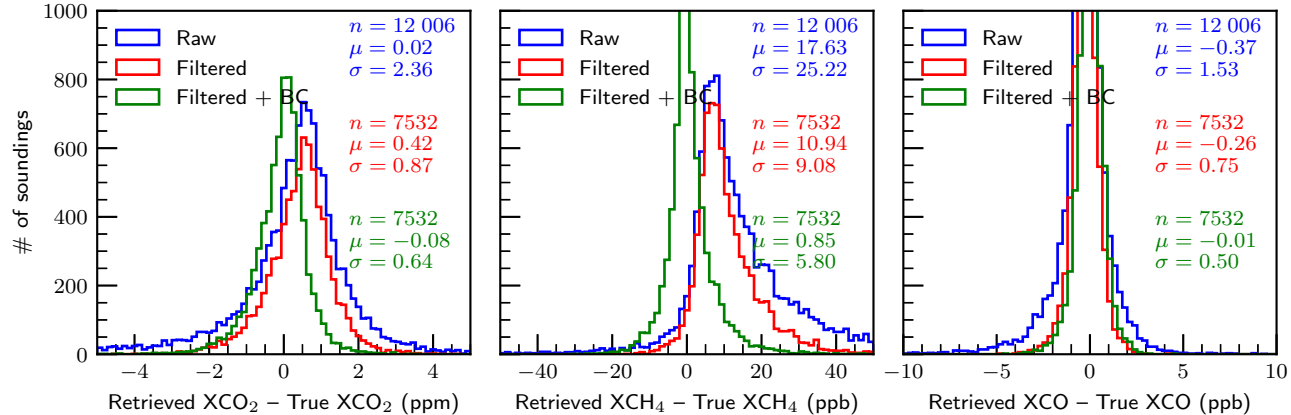 # of soundings
1000
800
600
400
200
0
Raw
Filtered
Filtered + BC
n = 12 006
μ = 0.02
σ = 2.36
n = 7532
μ = 0.42
σ = 0.87
n = 7532
μ = −0.08
σ = 0.64
−4 −2 0 2 4
Retrieved XCO₂ – True XCO₂ (ppm)
Raw
Filtered
Filtered + BC
n = 12 006
μ = 17.63
σ = 25.22
n = 7532
μ = 10.94
σ = 9.08
n = 7532
μ = 0.85
σ = 5.80
−40 −20 0 20 40
Retrieved XCH₄ – True XCH₄ (ppb)
Raw
Filtered
Filtered + BC
n = 12 006
μ = −0.37
σ = 1.53
n = 7532
μ = −0.26
σ = 0.75
n = 7532
μ = −0.01
σ = 0.50
−10 −5 0 5 10
Retrieved XCO – True XCO (ppb)